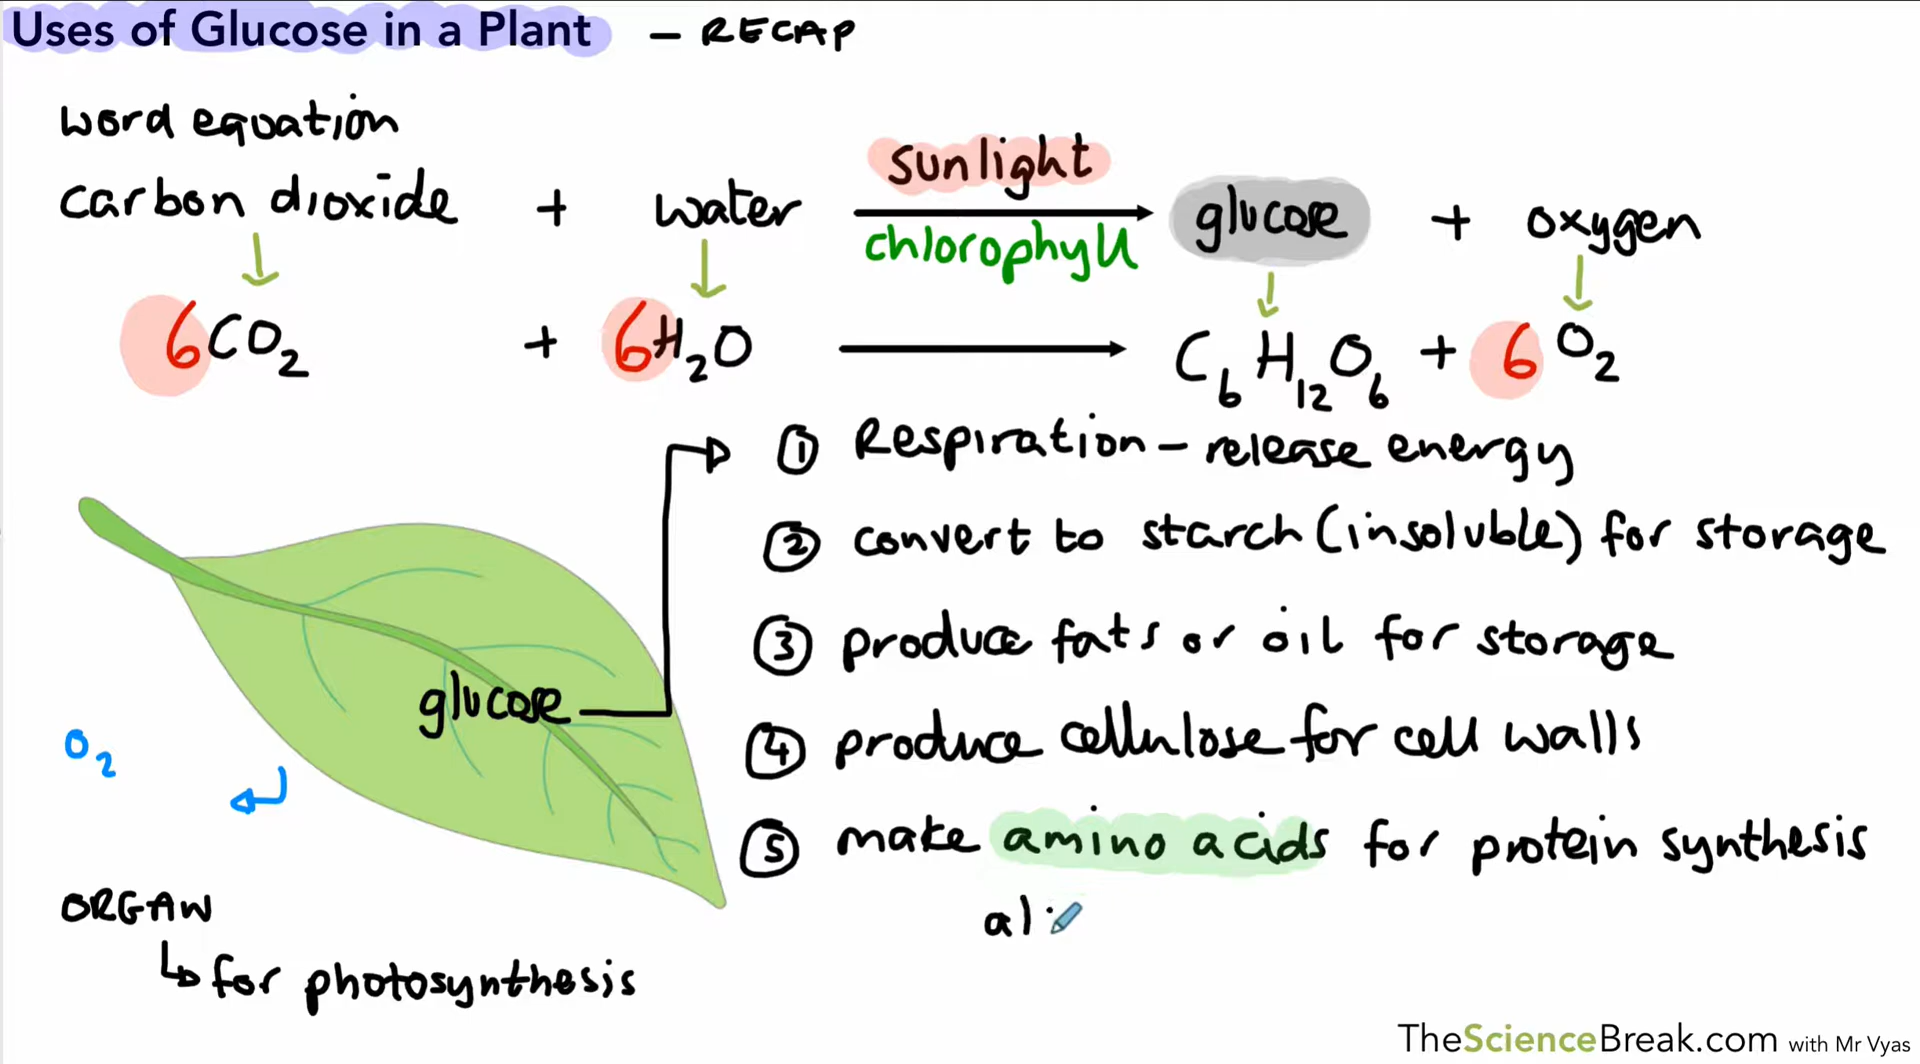 Uses of Glucose in a Plant – RECAP
word equation
carbon dioxide + water sunlight chlorophyll glucose + oxygen
6CO2 + 6H2O → C6H12O6 + 6O2
① Respiration – release energy
② convert to starch (insoluble) for storage
③ produce fats or oil for storage
glucose
④ produce cellulose for cell walls
O2
⑤ make amino acids for protein synthesis
ali
ORGAN
↳ for photosynthesis
TheScienceBreak.com with Mr Vyas